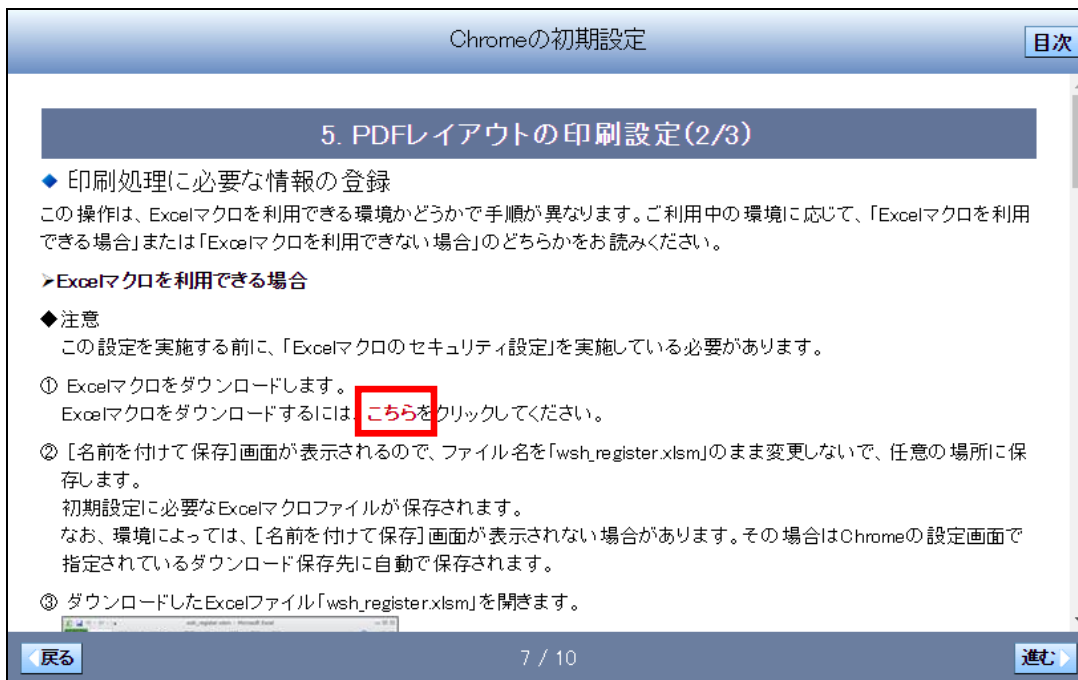 Chromeの初期設定
目次
5. PDFレイアウトの印刷設定(2/3)
◆ 印刷処理に必要な情報の登録
この操作は、Excelマクロを利用できる環境かどうかで手順が異なります。ご利用中の環境に応じて、「Excelマクロを利用
できる場合」または「Excelマクロを利用できない場合」のどちらかをお読みください。
➢Excelマクロを利用できる場合
◆注意
この設定を実施する前に、「Excelマクロのセキュリティ設定」を実施している必要があります。
① Excelマクロをダウンロードします。
Excelマクロをダウンロードするには、こちらをクリックしてください。
② [名前を付けて保存]画面が表示されるので、ファイル名を「wsh_register.xlsm」のまま変更しないで、任意の場所に保
存します。
初期設定に必要なExcelマクロファイルが保存されます。
なお、環境によっては、[名前を付けて保存]画面が表示されない場合があります。その場合はChromeの設定画面で
指定されているダウンロード保存先に自動で保存されます。
③ ダウンロードしたExcelファイル「wsh_register.xlsm」を開きます。
戻る
7 / 10
進む